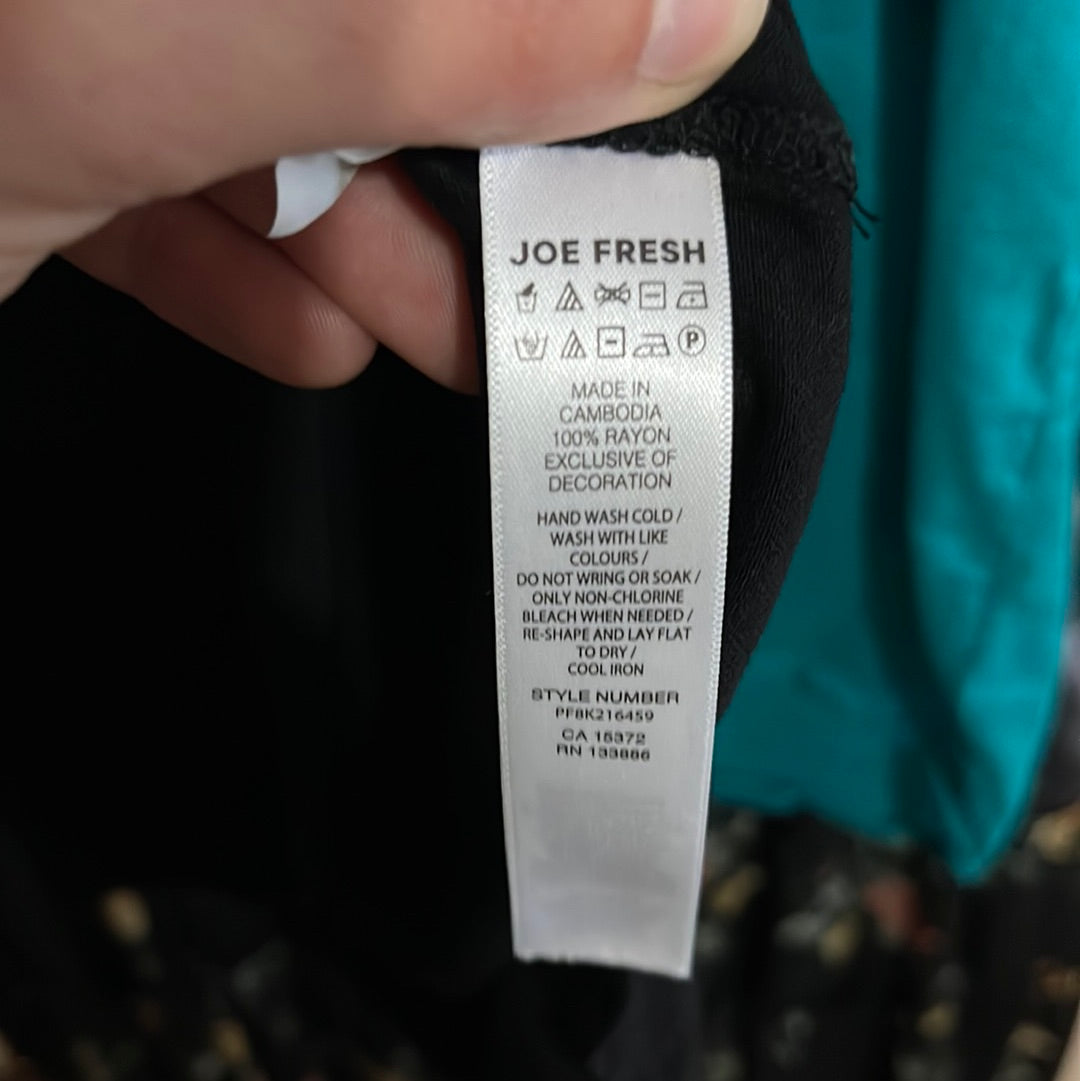 JOE FRESH
P
MADE IN
CAMBODIA
100% RAYON
EXCLUSIVE OF
DECORATION
HAND WASH COLD /
WASH WITH LIKE
COLOURS /
DO NOT WRING OR SOAK /
ONLY NON-CHLORINE
BLEACH WHEN NEEDED /
RE-SHAPE AND LAY FLAT
TO DRY /
COOL IRON
STYLE NUMBER
PF8K216459
CA 15372
RN 133886